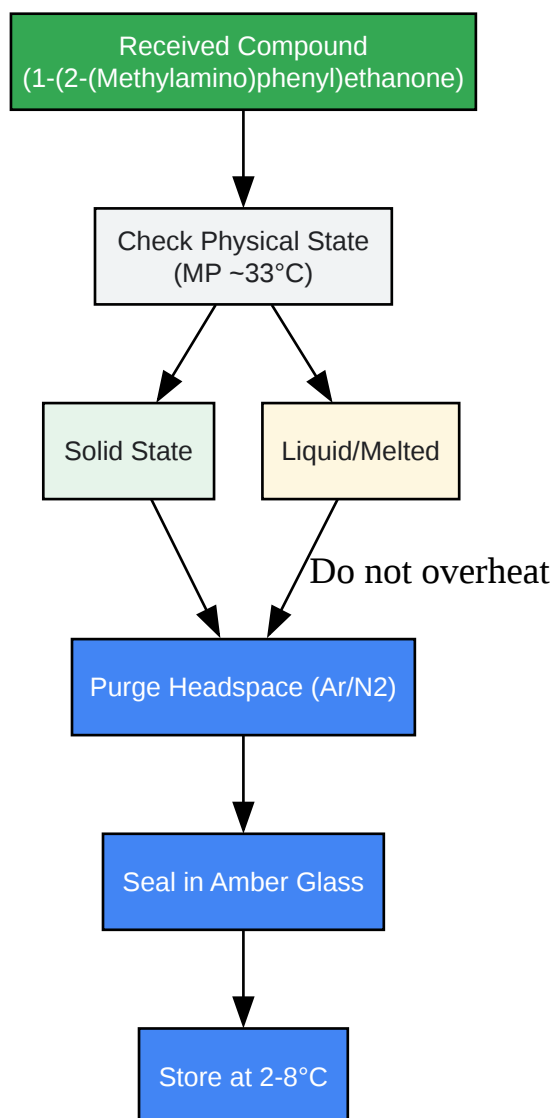 Received Compound
(1-(2-(Methylamino)phenyl)ethanone)
Check Physical State
(MP ~33°C)
Solid State
Liquid/Melted
Do not overheat
Purge Headspace (Ar/N2)
Seal in Amber Glass
Store at 2-8°C